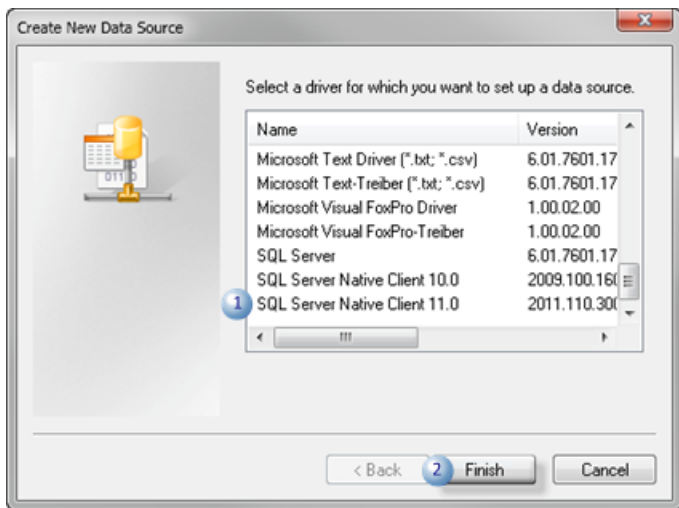 Create New Data Source
Select a driver for which you want to set up a data source.
Name Version
Microsoft Text Driver (*.txt; *.csv) 6.01.7601.17
Microsoft Text-Treiber (*.txt; *.csv) 6.01.7601.17
Microsoft Visual FoxPro Driver 1.00.02.00
Microsoft Visual FoxPro-Treiber 1.00.02.00
SQL Server 6.01.7601.17
SQL Server Native Client 10.0 2009.100.160
1 SQL Server Native Client 11.0 2011.110.300
< Back 2 Finish Cancel